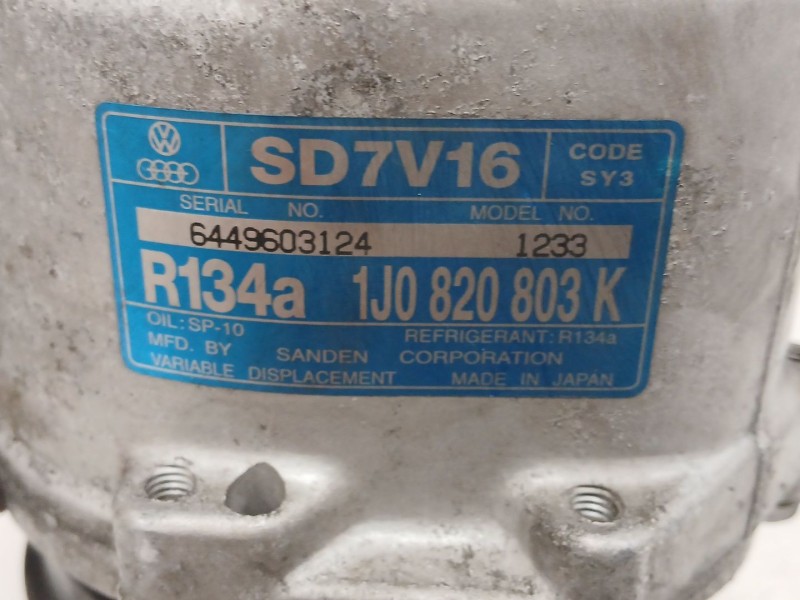 SD7V16 CODE
SY3
SERIAL NO. MODEL NO.
6449603124 1233
R134a 1J0 820 803 K
OIL: SP-10 REFRIGERANT: R134a
MFD. BY SANDEN CORPORATION
VARIABLE DISPLACEMENT MADE IN JAPAN